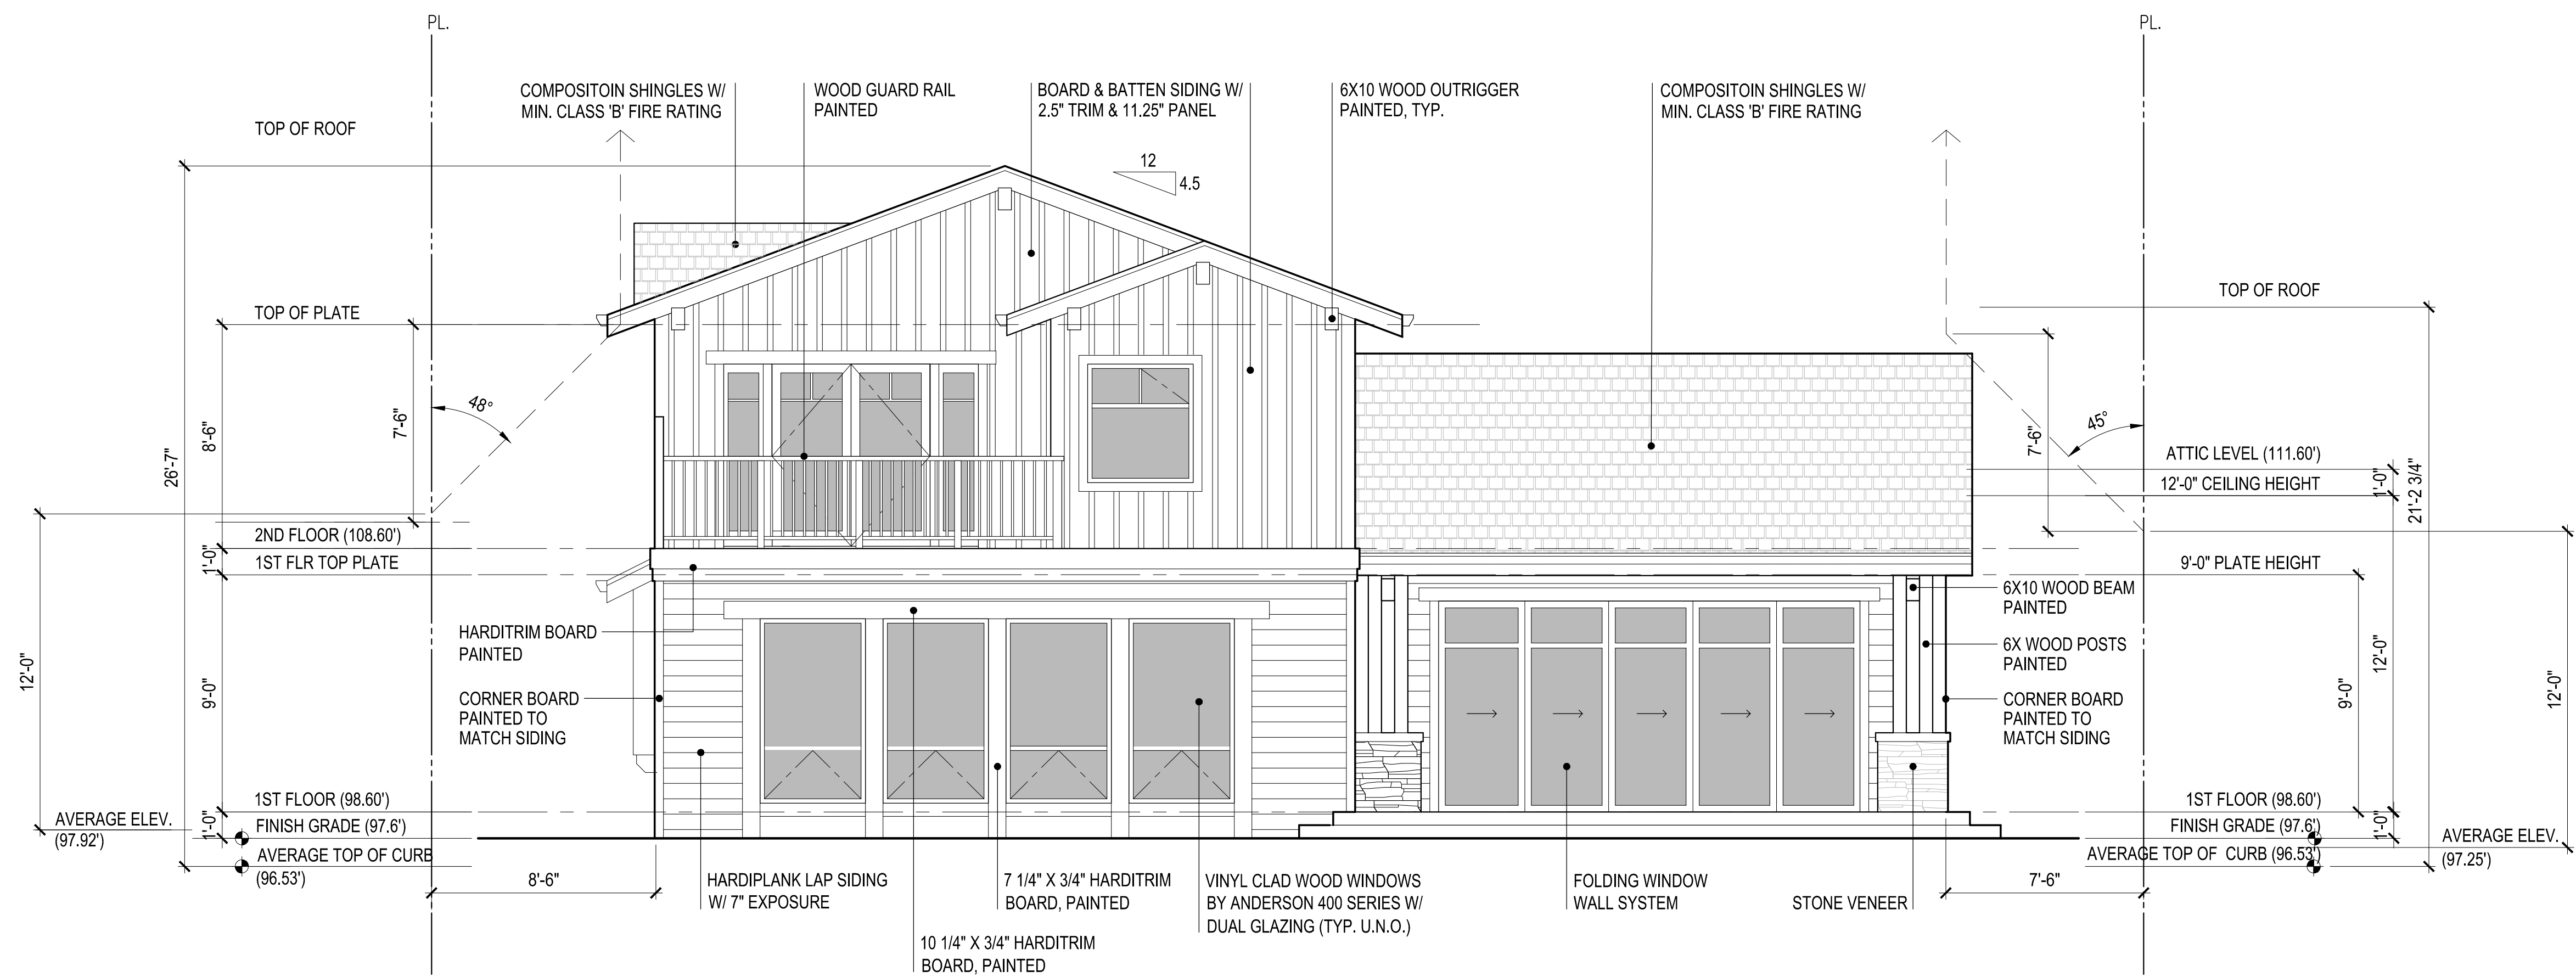 PL.
PL.
COMPOSITOIN SHINGLES W/
MIN. CLASS 'B' FIRE RATING
WOOD GUARD RAIL
PAINTED
BOARD & BATTEN SIDING W/
2.5" TRIM & 11.25" PANEL
6X10 WOOD OUTRIGGER
PAINTED, TYP.
COMPOSITOIN SHINGLES W/
MIN. CLASS 'B' FIRE RATING
TOP OF ROOF
12
4.5
TOP OF ROOF
TOP OF PLATE
48°
45°
7'-6"
8'-6"
26'-7"
7'-6"
ATTIC LEVEL (111.60')
12'-0" CEILING HEIGHT
1'-0"
21'-2 3/4"
2ND FLOOR (108.60')
1'-0"
1ST FLR TOP PLATE
9'-0" PLATE HEIGHT
6X10 WOOD BEAM
PAINTED
HARDITRIM BOARD
PAINTED
6X WOOD POSTS
PAINTED
12'-0"
9'-0"
CORNER BOARD
PAINTED TO
MATCH SIDING
CORNER BOARD
PAINTED TO
MATCH SIDING
9'-0"
12'-0"
12'-0"
1ST FLOOR (98.60')
AVERAGE ELEV.
(97.92')
1'-0"
FINISH GRADE (97.6')
AVERAGE TOP OF CURB
(96.53')
1ST FLOOR (98.60')
FINISH GRADE (97.6')
1'-0"
AVERAGE ELEV.
(97.25')
AVERAGE TOP OF CURB (96.53')
8'-6"
HARDIPLANK LAP SIDING
W/ 7" EXPOSURE
7 1/4" X 3/4" HARDITRIM
BOARD, PAINTED
VINYL CLAD WOOD WINDOWS
BY ANDERSON 400 SERIES W/
DUAL GLAZING (TYP. U.N.O.)
FOLDING WINDOW
WALL SYSTEM
STONE VENEER
7'-6"
10 1/4" X 3/4" HARDITRIM
BOARD, PAINTED